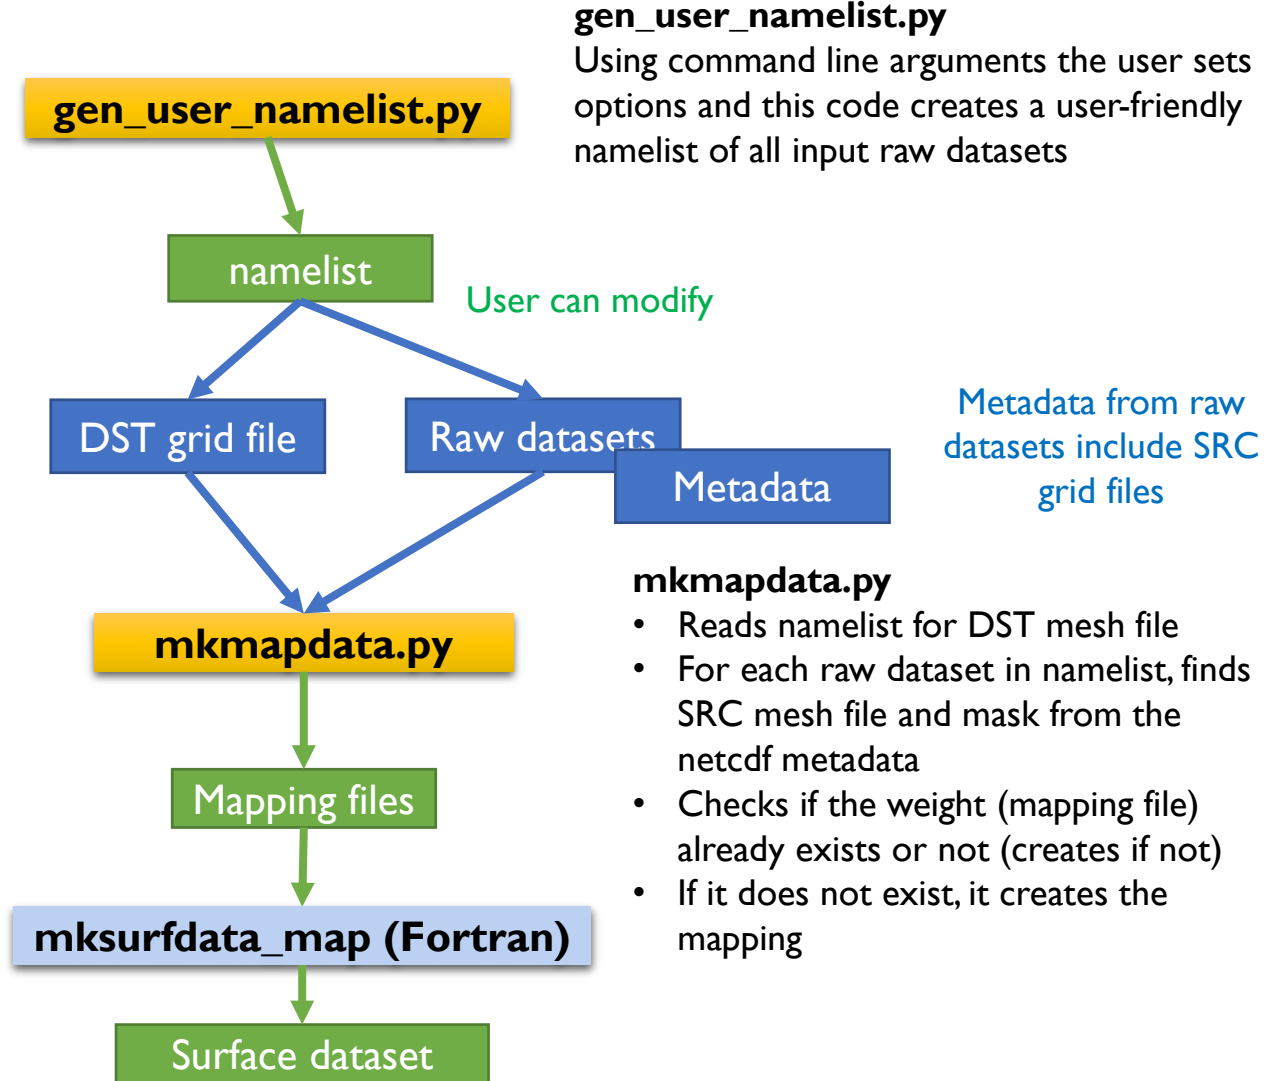 gen_user_namelist.py
Using command line arguments the user sets
options and this code creates a user-friendly
namelist of all input raw datasets
gen_user_namelist.py
namelist
User can modify
DST grid file
Raw datasets
Metadata
Metadata from raw
datasets include SRC
grid files
mkmapdata.py
mkmapdata.py
• Reads namelist for DST mesh file
• For each raw dataset in namelist, finds
SRC mesh file and mask from the
netcdf metadata
• Checks if the weight (mapping file)
already exists or not (creates if not)
• If it does not exist, it creates the
mapping
Mapping files
mksurfdata_map (Fortran)
Surface dataset